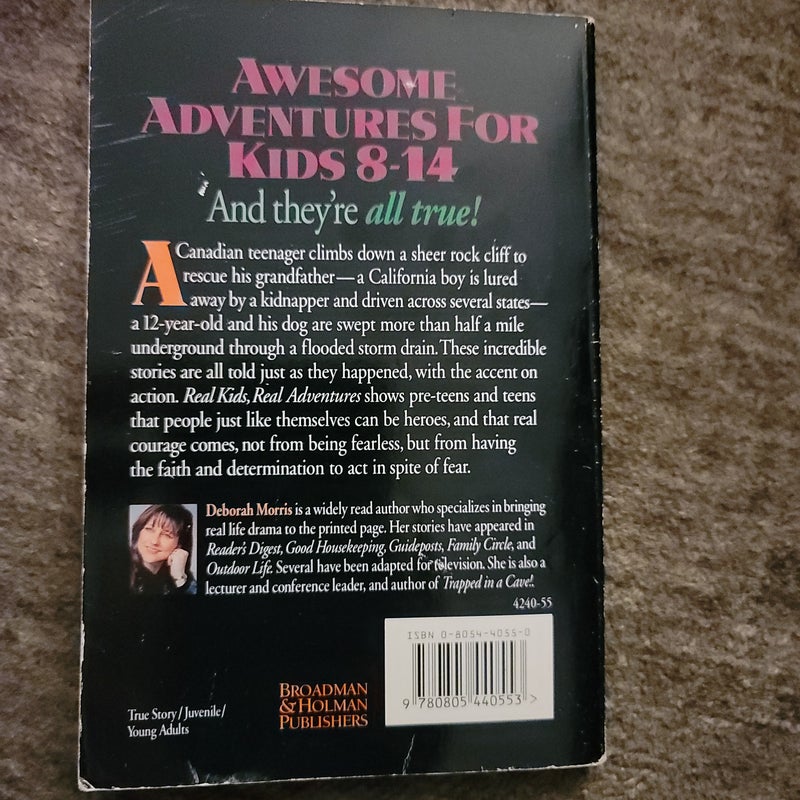 AWESOME
ADVENTURES FOR
KIDS 8-14
And they're all true!
A Canadian teenager climbs down a sheer rock cliff to
rescue his grandfather—a California boy is lured
away by a kidnapper and driven across several states—
a 12-year-old and his dog are swept more than half a mile
underground through a flooded storm drain. These incredible
stories are all told just as they happened, with the accent on
action. Real Kids, Real Adventures shows pre-teens and teens
that people just like themselves can be heroes, and that real
courage comes, not from being fearless, but from having
the faith and determination to act in spite of fear.
Deborah Morris is a widely read author who specializes in bringing
real life drama to the printed page. Her stories have appeared in
Reader's Digest, Good Housekeeping, Guideposts, Family Circle, and
Outdoor Life. Several have been adapted for television. She is also a
lecturer and conference leader, and author of Trapped in a Cave!.
4240-55
ISBN 0-8054-4055-0
9 780805 440553 >
BROADMAN
& HOLMAN
PUBLISHERS
True Story/Juvenile/
Young Adults